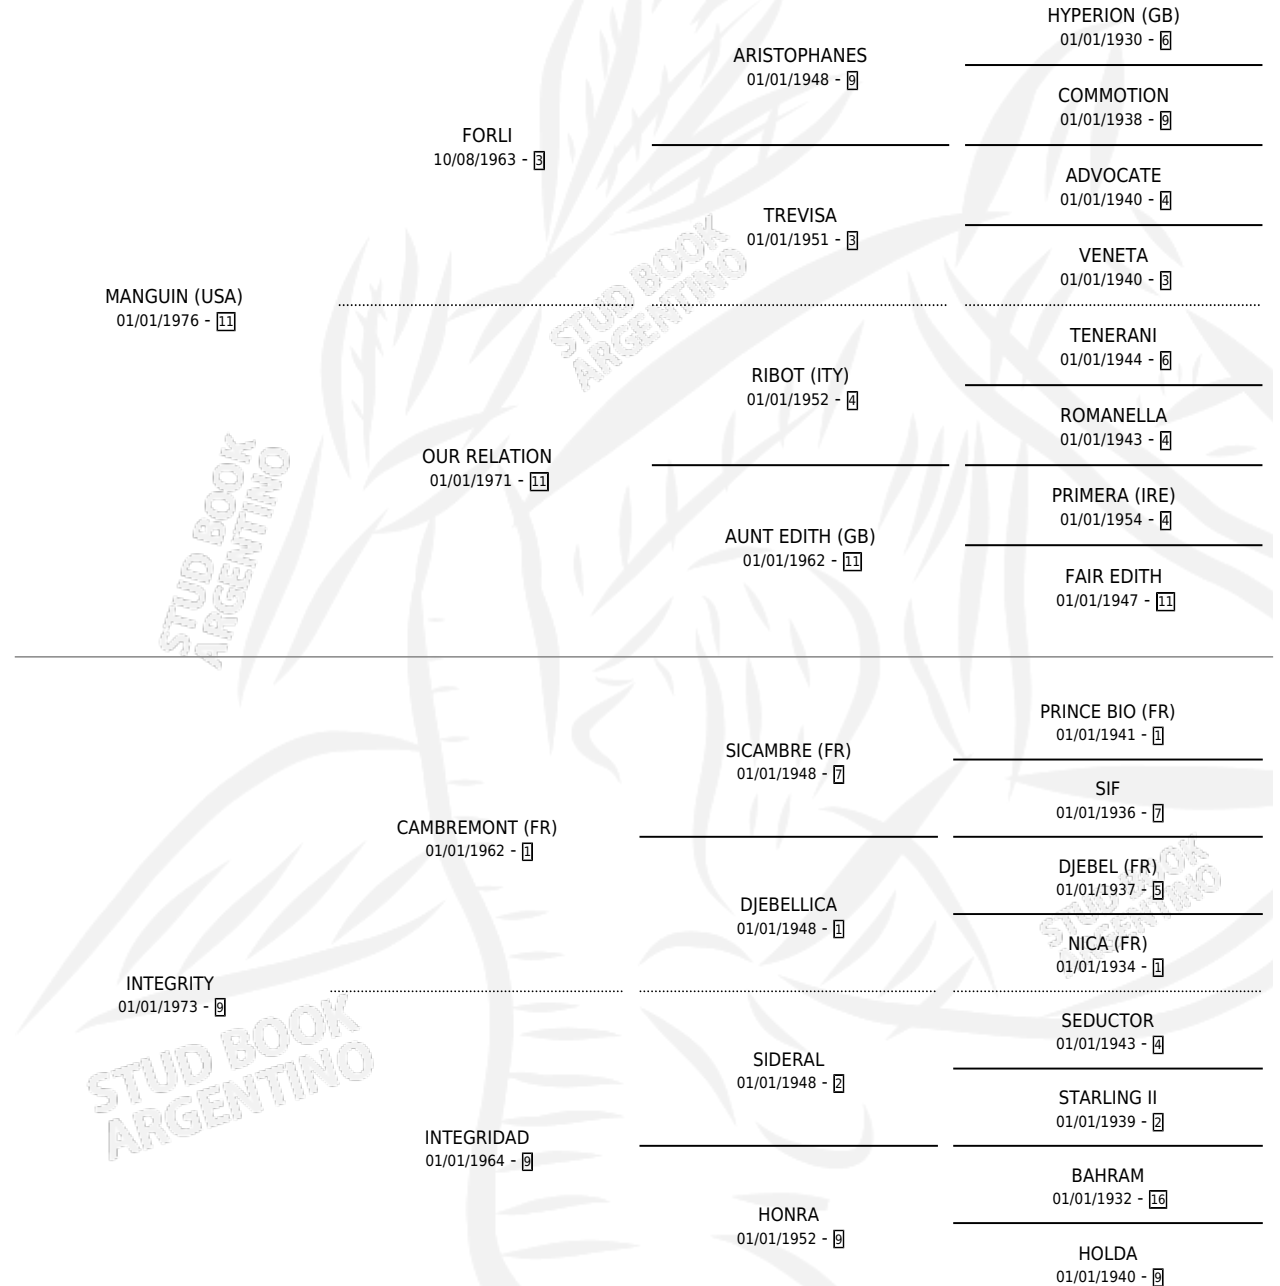 HYPERION (GB)
01/01/1930 - 6
ARISTOPHANES
01/01/1948 - 9
COMMOTION
01/01/1938 - 9
FORLI
10/08/1963 - 3
ADVOCATE
01/01/1940 - 4
TREVISA
01/01/1951 - 3
VENETA
01/01/1940 - 3
MANGUIN (USA)
01/01/1976 - 11
TENERANI
01/01/1944 - 6
RIBOT (ITY)
01/01/1952 - 4
ROMANELLA
01/01/1943 - 4
OUR RELATION
01/01/1971 - 11
PRIMERA (IRE)
01/01/1954 - 4
AUNT EDITH (GB)
01/01/1962 - 11
FAIR EDITH
01/01/1947 - 11
PRINCE BIO (FR)
01/01/1941 - 1
SICAMBRE (FR)
01/01/1948 - 7
SIF
01/01/1936 - 7
CAMBREMONT (FR)
01/01/1962 - 1
DJEBEL (FR)
01/01/1937 - 5
DJEBELLICA
01/01/1948 - 1
NICA (FR)
01/01/1934 - 1
INTEGRITY
01/01/1973 - 9
SEDUCTOR
01/01/1943 - 4
SIDERAL
01/01/1948 - 2
STARLING II
01/01/1939 - 2
INTEGRIDAD
01/01/1964 - 9
BAHRAM
01/01/1932 - 16
HONRA
01/01/1952 - 9
HOLDA
01/01/1940 - 9
STUD BOOK
ARGENTINO
STUD BOOK
ARGENTINO
STUD BOOK
ARGENTINO
STUD BOOK
ARGENTINO